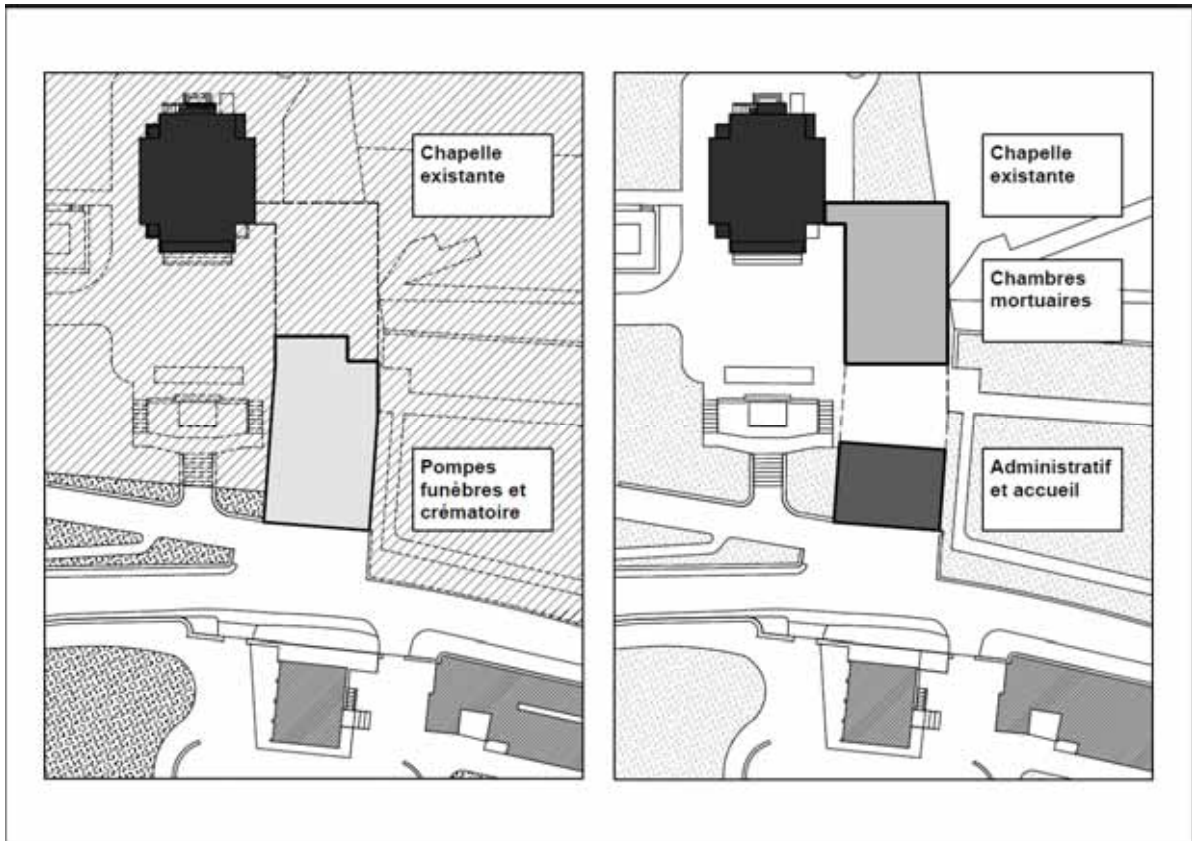 Chapelle
existante
Pompes
funèbres et
crématoire
Chapelle
existante
Chambres
mortuaires
Administratif
et accueil